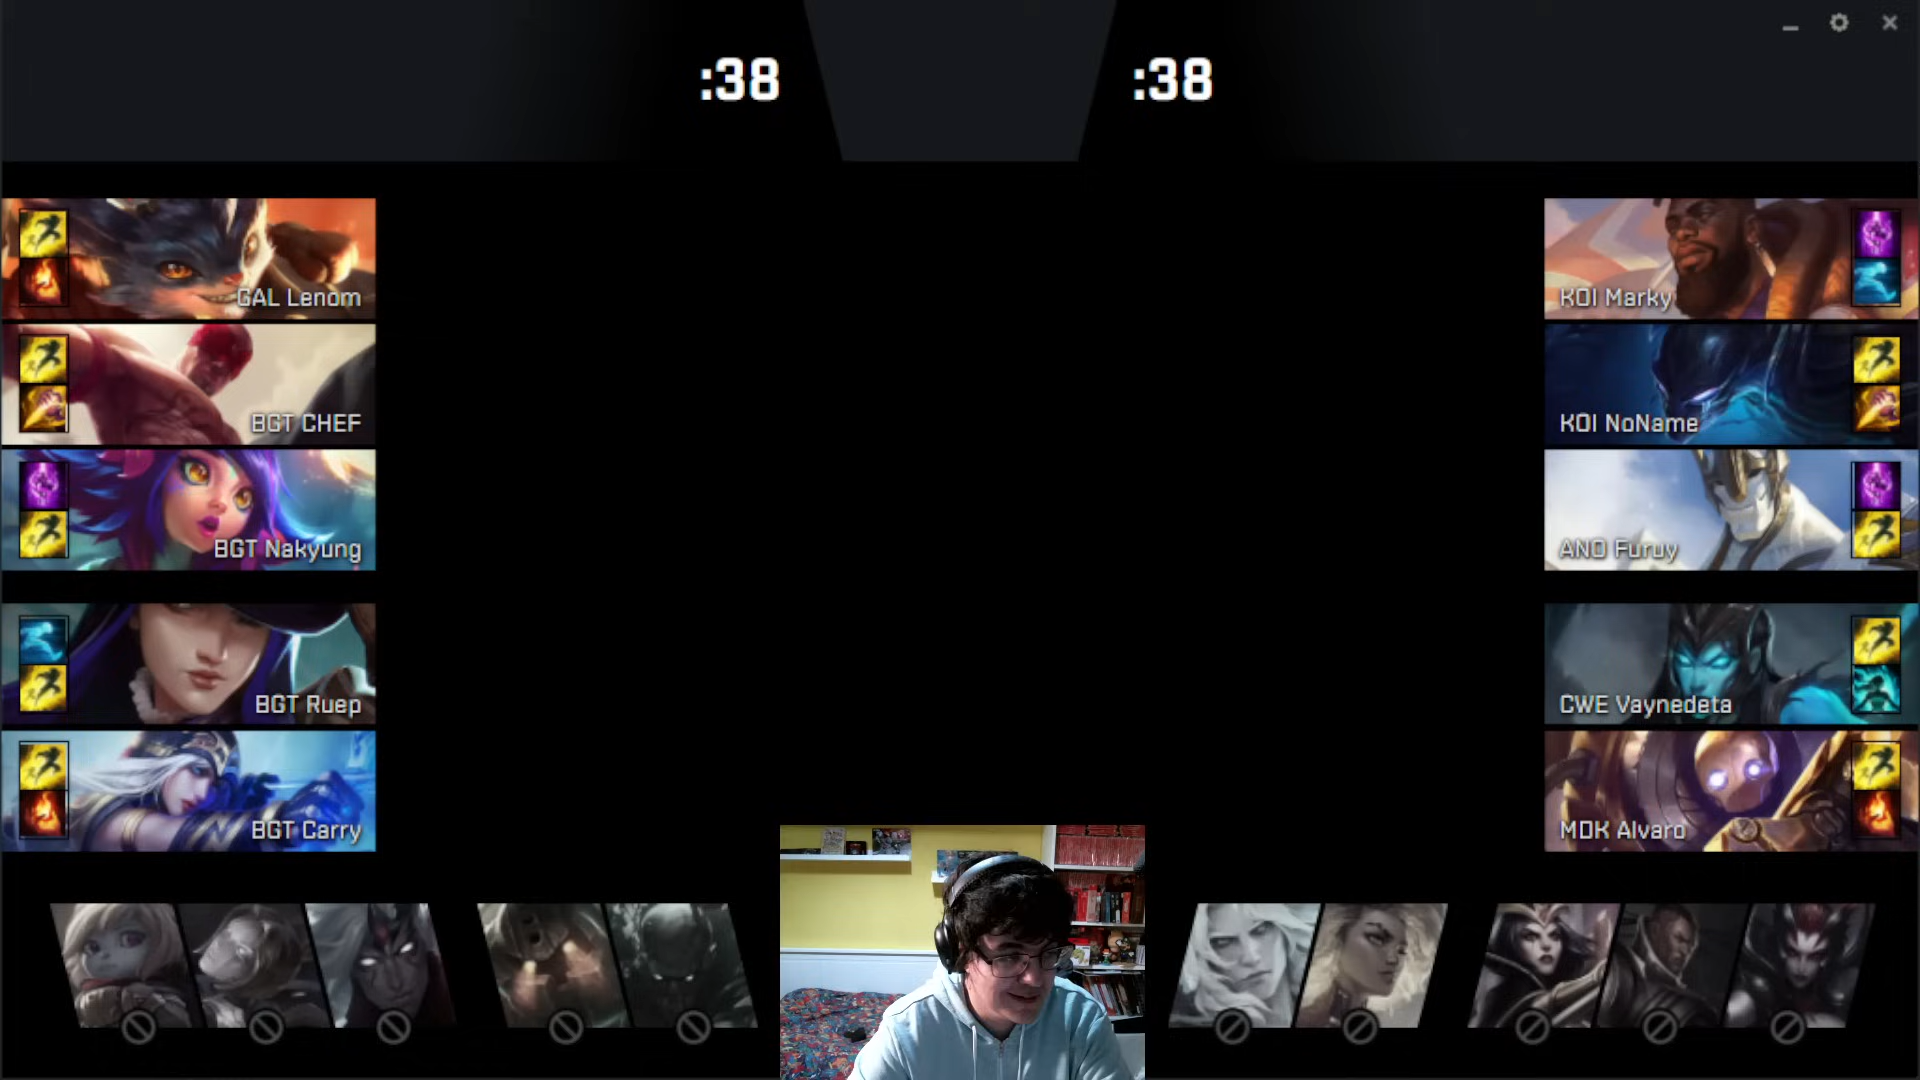 :38
:38
GAL Lenom
BGT CHEF
BGT Nakyung
BGT Ruep
BGT Carry
KOI Marky
KOI NoName
ANO Furuy
CWE Vaynedeta
MDK Alvaro